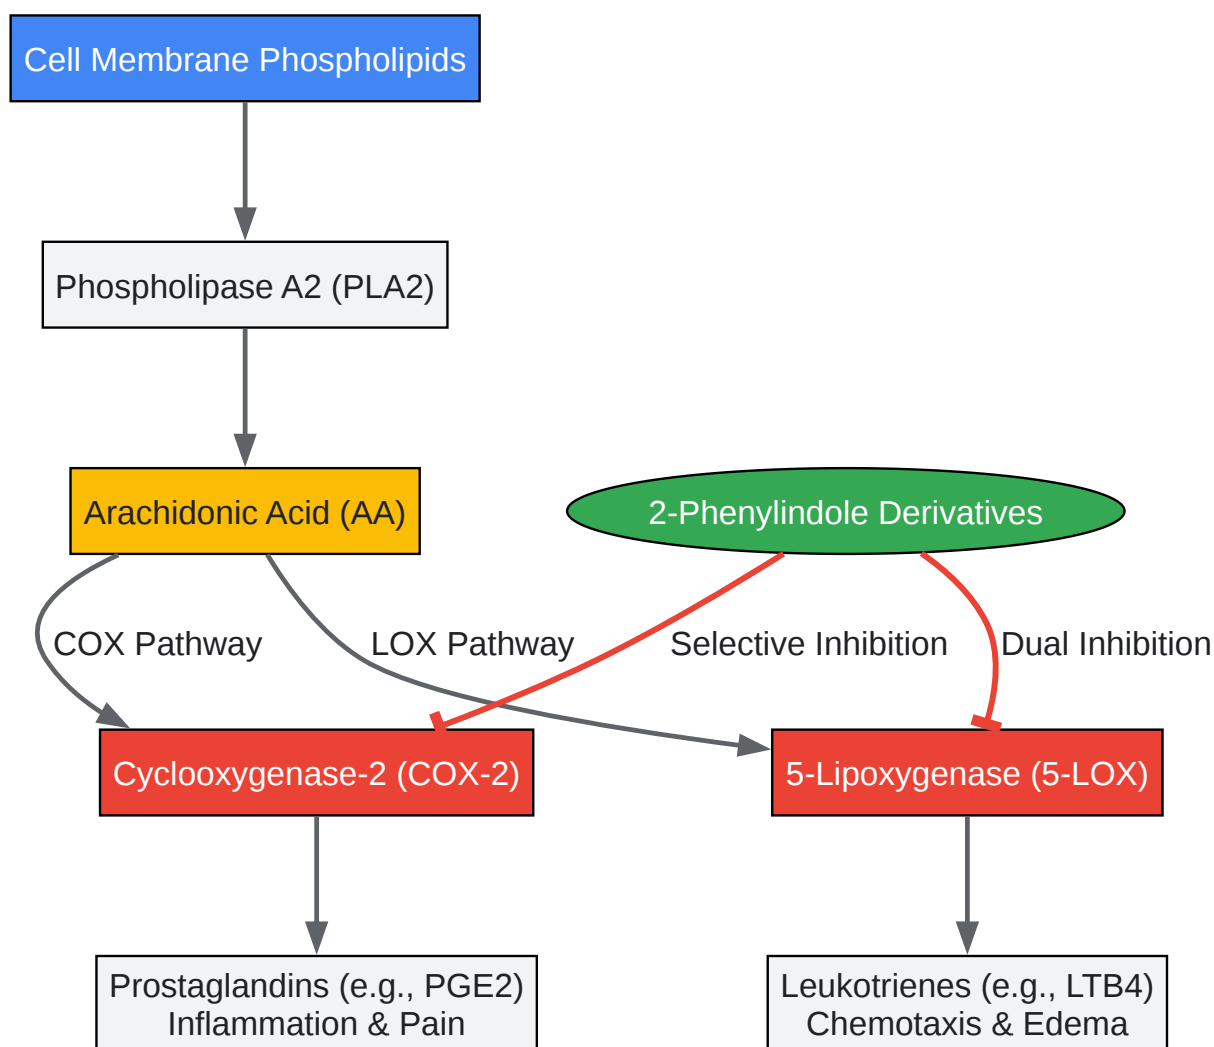 Cell Membrane Phospholipids
Phospholipase A2 (PLA2)
Arachidonic Acid (AA)
2-Phenylindole Derivatives
COX Pathway
LOX Pathway
Selective Inhibition
Dual Inhibition
Cyclooxygenase-2 (COX-2)
5-Lipoxygenase (5-LOX)
Prostaglandins (e.g., PGE2)
Inflammation & Pain
Leukotrienes (e.g., LTB4)
Chemotaxis & Edema